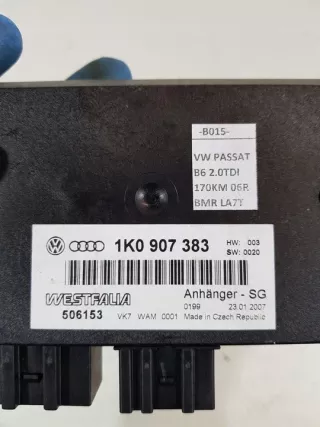 -B015-
VW PASSAT
B6 2.0TDI
170KM 06R
BMR LA7T
1K0 907 383
HW: 003
SW: 0020
WESTFALIA
506153
VK7 WAM 0001
Anhänger - SG
0199 23.01.2007
Made in Czech Republic